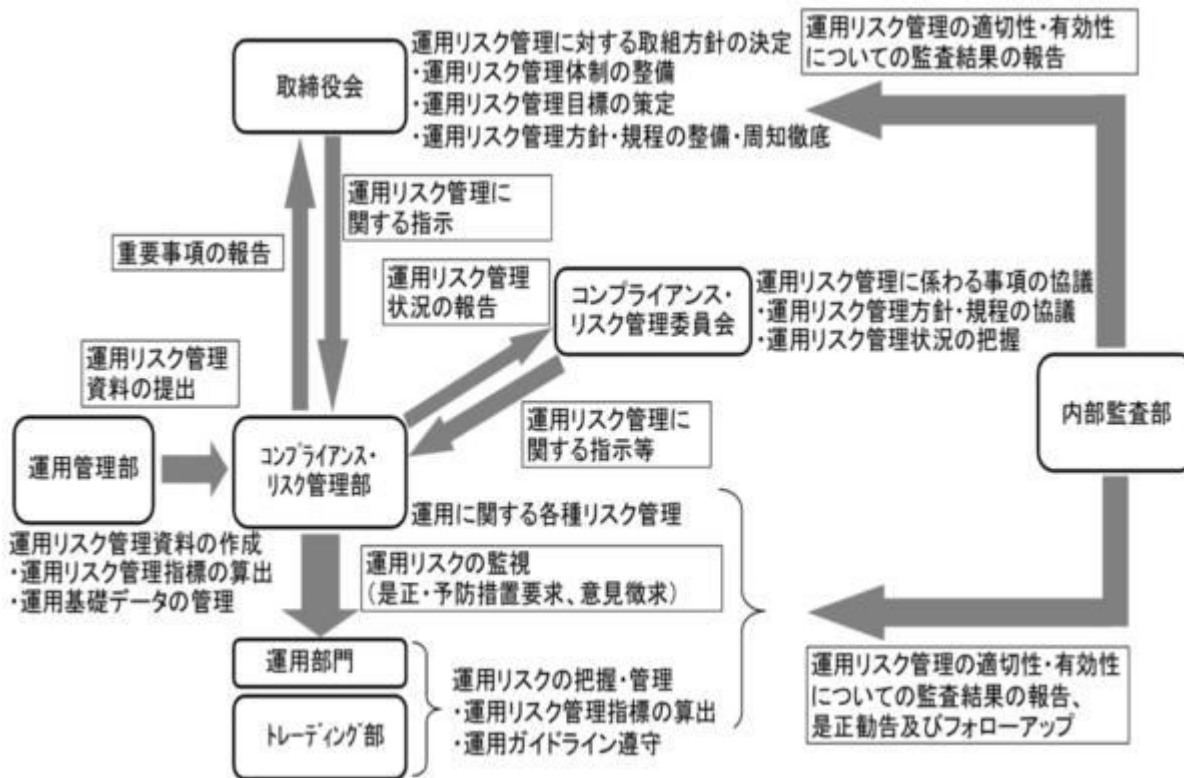 取締役会
運用リスク管理に対する取組方針の決定
・運用リスク管理体制の整備
・運用リスク管理目標の策定
・運用リスク管理方針・規程の整備・周知徹底
運用リスク管理の適切性・有効性
についての監査結果の報告
運用リスク管理に
関する指示
重要事項の報告
運用リスク管理
状況の報告
コンプライアンス・
リスク管理委員会
運用リスク管理に係わる事項の協議
・運用リスク管理方針・規程の協議
・運用リスク管理状況の把握
運用リスク管理
資料の提出
運用リスク管理に
関する指示等
内部監査部
運用管理部
コンプライアンス・
リスク管理部
運用に関する各種リスク管理
運用リスク管理資料の作成
・運用リスク管理指標の算出
・運用基礎データの管理
運用リスクの監視
(是正・予防措置要求、意見徴求)
運用部門
トレーディング部
運用リスクの把握・管理
・運用リスク管理指標の算出
・運用ガイドライン遵守
運用リスク管理の適切性・有効性
についての監査結果の報告、
是正勧告及びフォローアップ